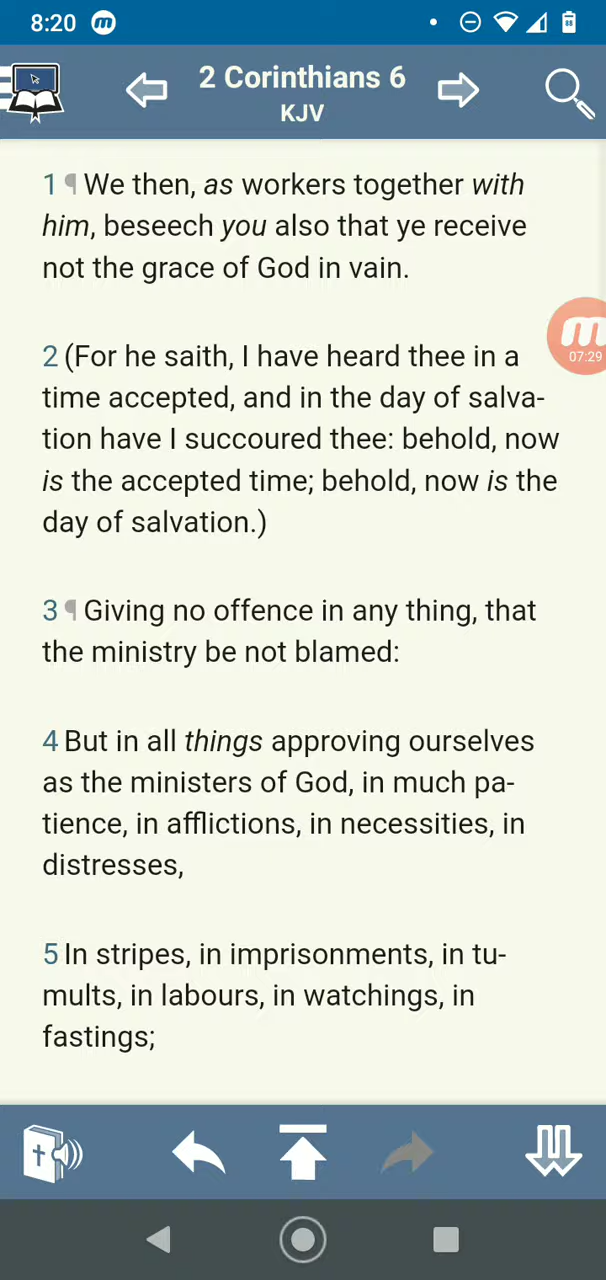 8:20
88
2 Corinthians 6
KJV
1 ¶ We then, as workers together with
him, beseech you also that ye receive
not the grace of God in vain.
2 (For he saith, I have heard thee in a
time accepted, and in the day of salva-
tion have I succoured thee: behold, now
is the accepted time; behold, now is the
day of salvation.)
07:29
3 ¶ Giving no offence in any thing, that
the ministry be not blamed:
4 But in all things approving ourselves
as the ministers of God, in much pa-
tience, in afflictions, in necessities, in
distresses,
5 In stripes, in imprisonments, in tu-
mults, in labours, in watchings, in
fastings;